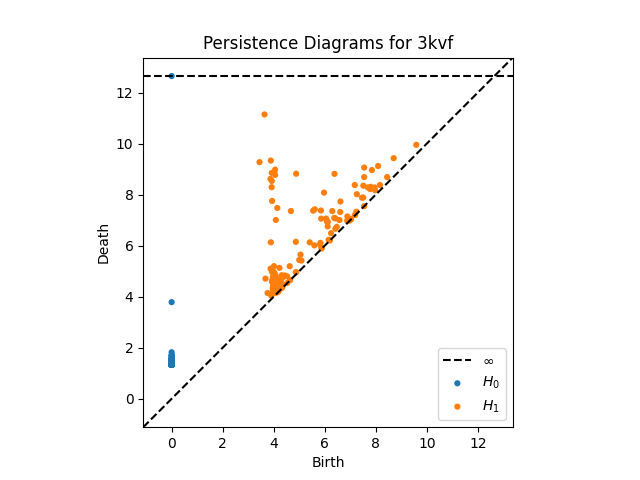 Persistence Diagrams for 3kvf
Death
12
10
8
6
4
2
0
0 2 4 6 8 10 12
Birth
∞
H₀
H₁